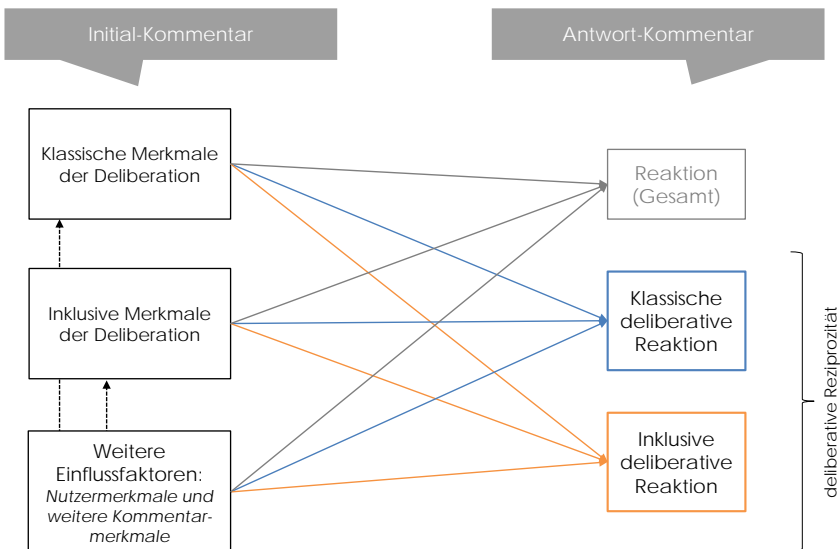 Initial-Kommentar
Antwort-Kommentar
Klassische Merkmale
der Deliberation
Inklusive Merkmale
der Deliberation
Weitere
Einflussfaktoren:
Nutzermerkmale und
weitere Kommentar-
merkmale
Reaktion
(Gesamt)
Klassische
deliberative
Reaktion
Inklusive
deliberative
Reaktion
deliberative Reziprozität